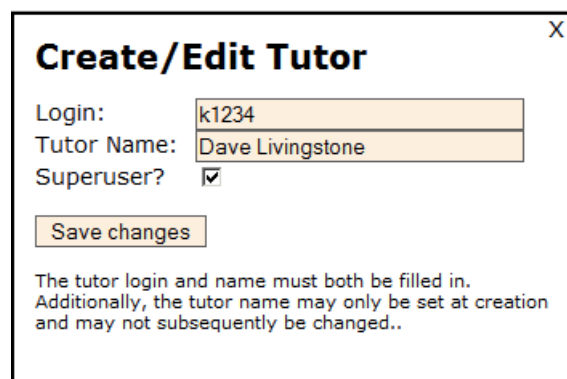 X
Create/Edit Tutor
Login: k1234
Tutor Name: Dave Livingstone
Superuser?
Save changes
The tutor login and name must both be filled in.
Additionally, the tutor name may only be set at creation
and may not subsequently be changed..